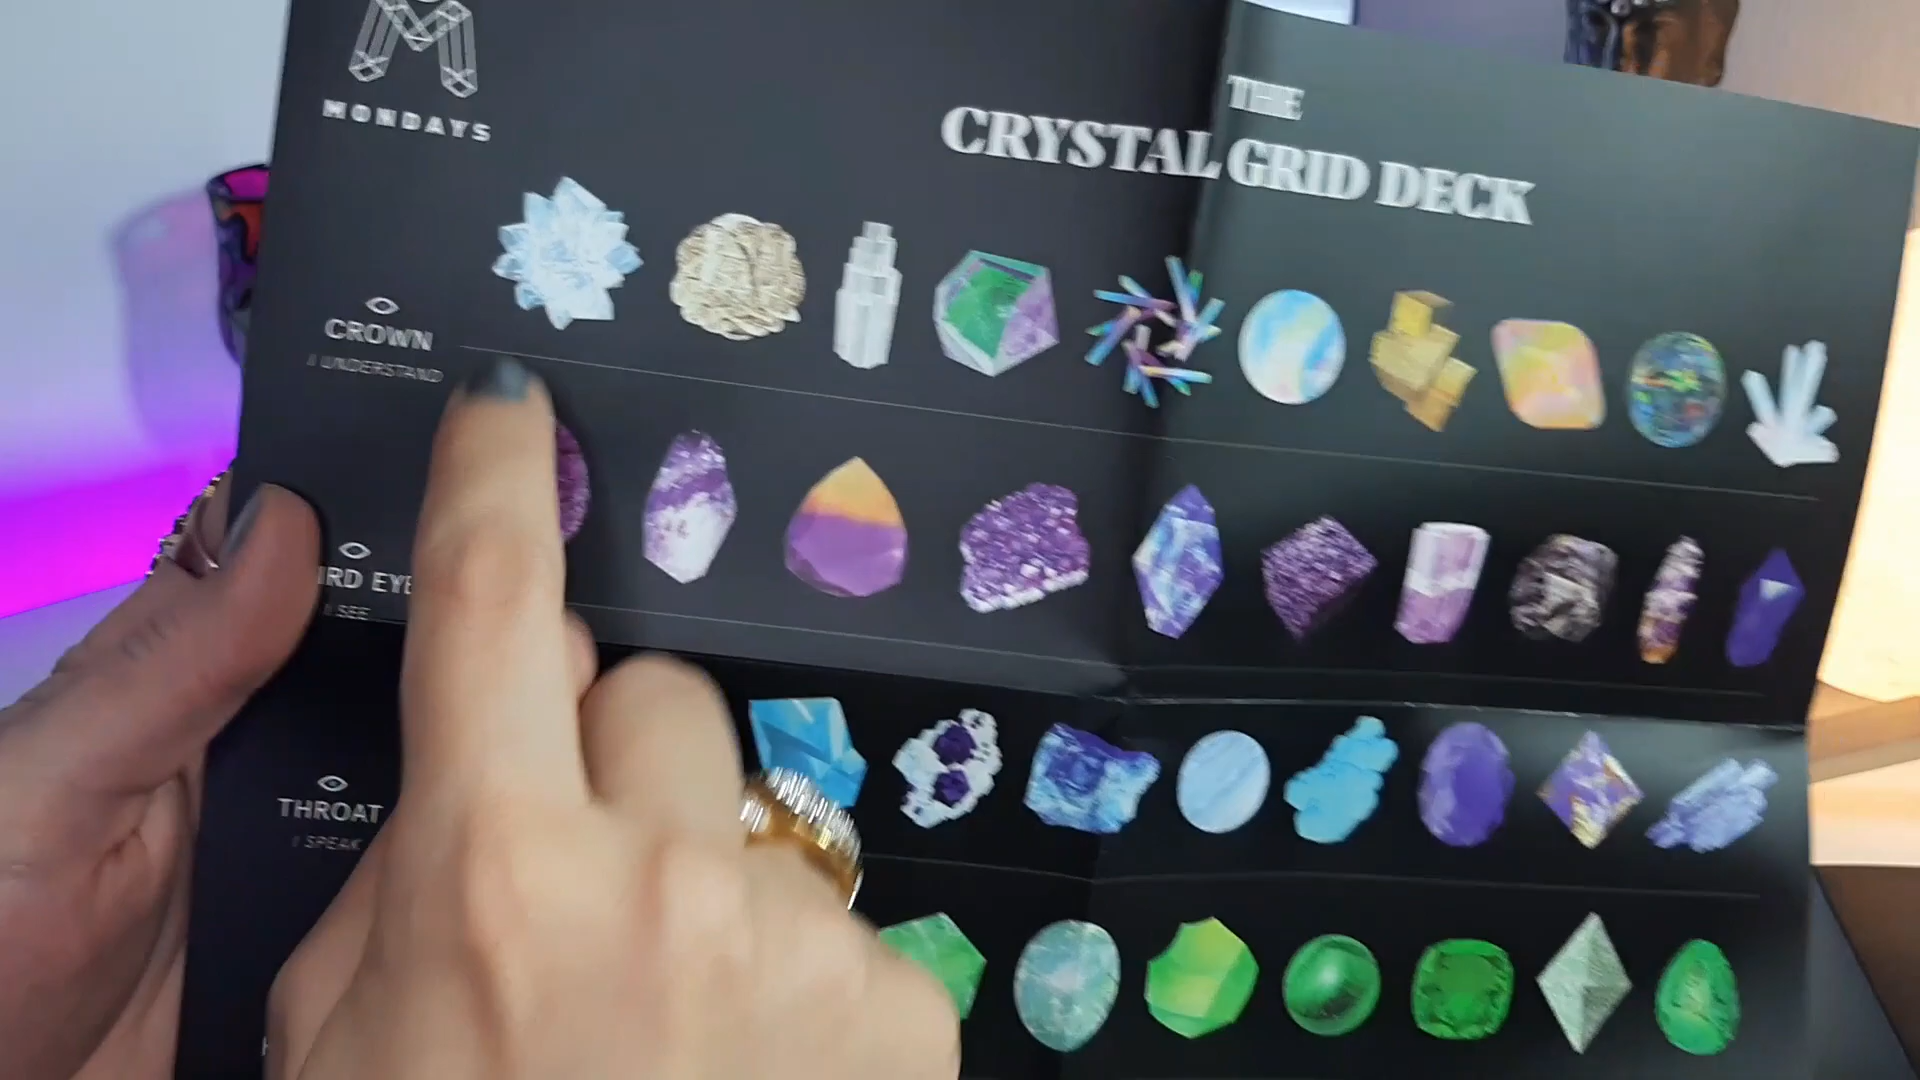 MONDAYS
THE
CRYSTAL GRID DECK
CROWN
I UNDERSTAND
IRD EYE
I SEE
THROAT
I SPEAK
H